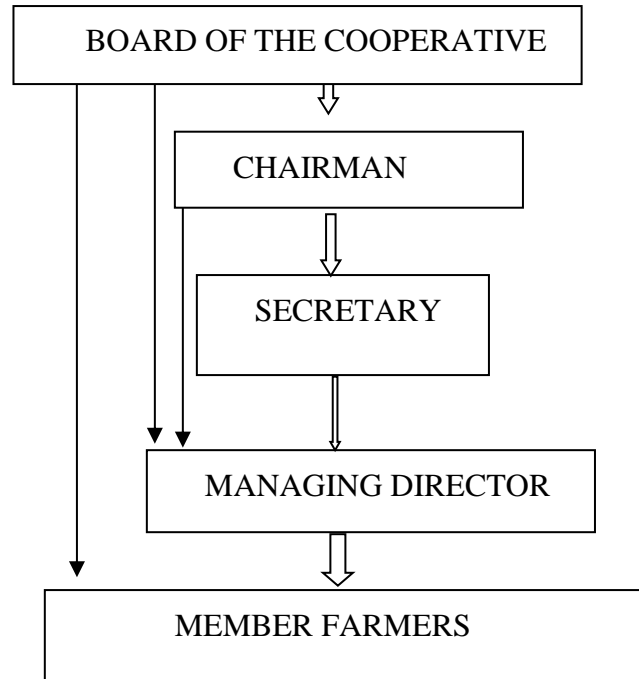 BOARD OF THE COOPERATIVE
CHAIRMAN
SECRETARY
MANAGING DIRECTOR
MEMBER FARMERS